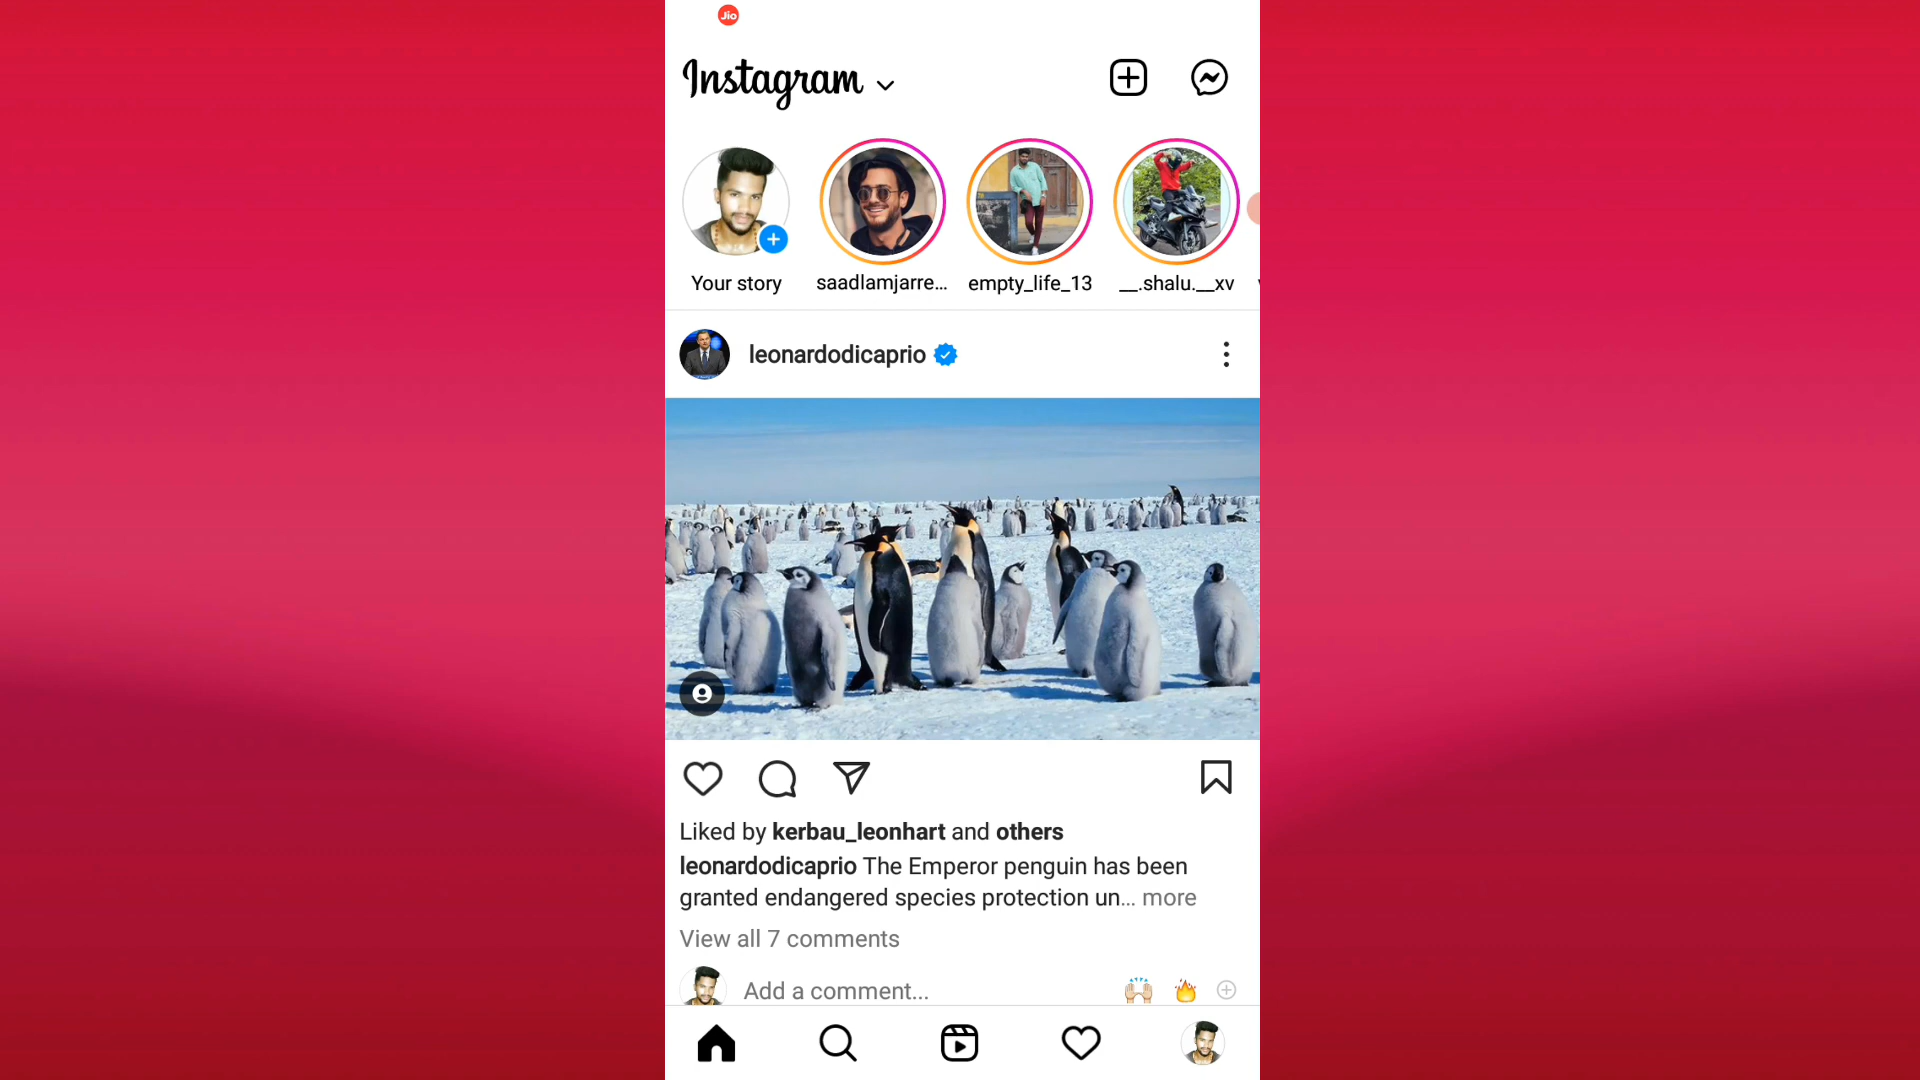 Jio
Instagram
Your story
saadlamjarre...
empty_life_13
__.shalu.__xv
leonardodicaprio
Liked by kerbau_leonhart and others
leonardodicaprio The Emperor penguin has been
granted endangered species protection un... more
View all 7 comments
Add a comment...